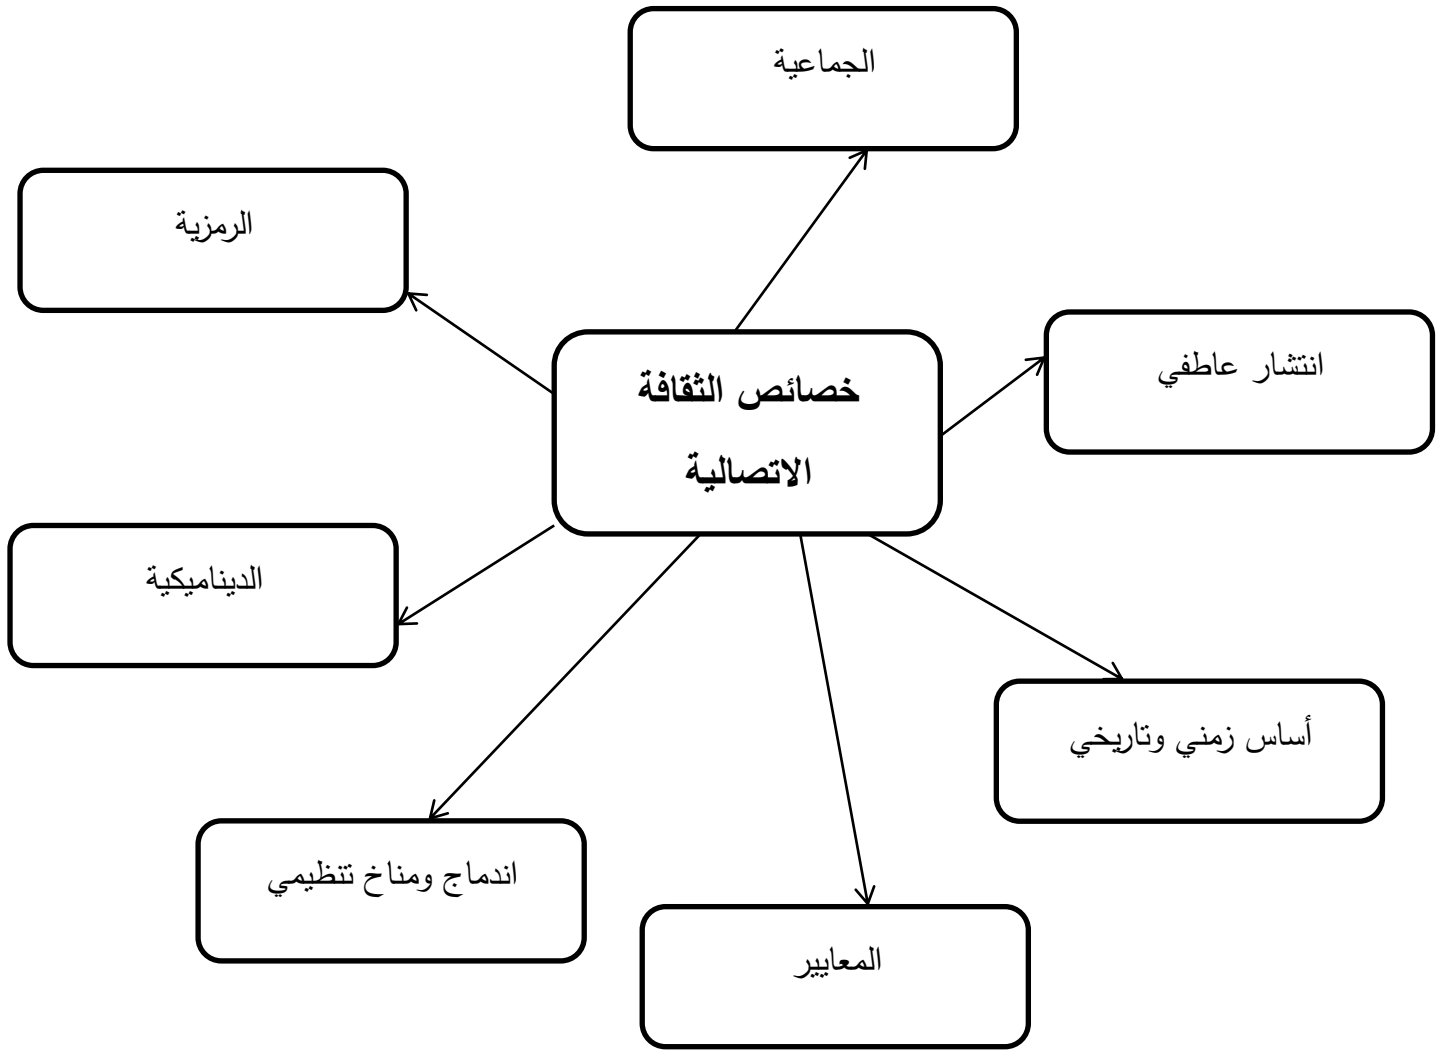 الجماعية
الرمزية
انتشار عاطفي
خصائص الثقافة
الاتصالية
الديناميكية
أساس زمني وتاريخي
اندماج ومناخ تنظيمي
المعايير